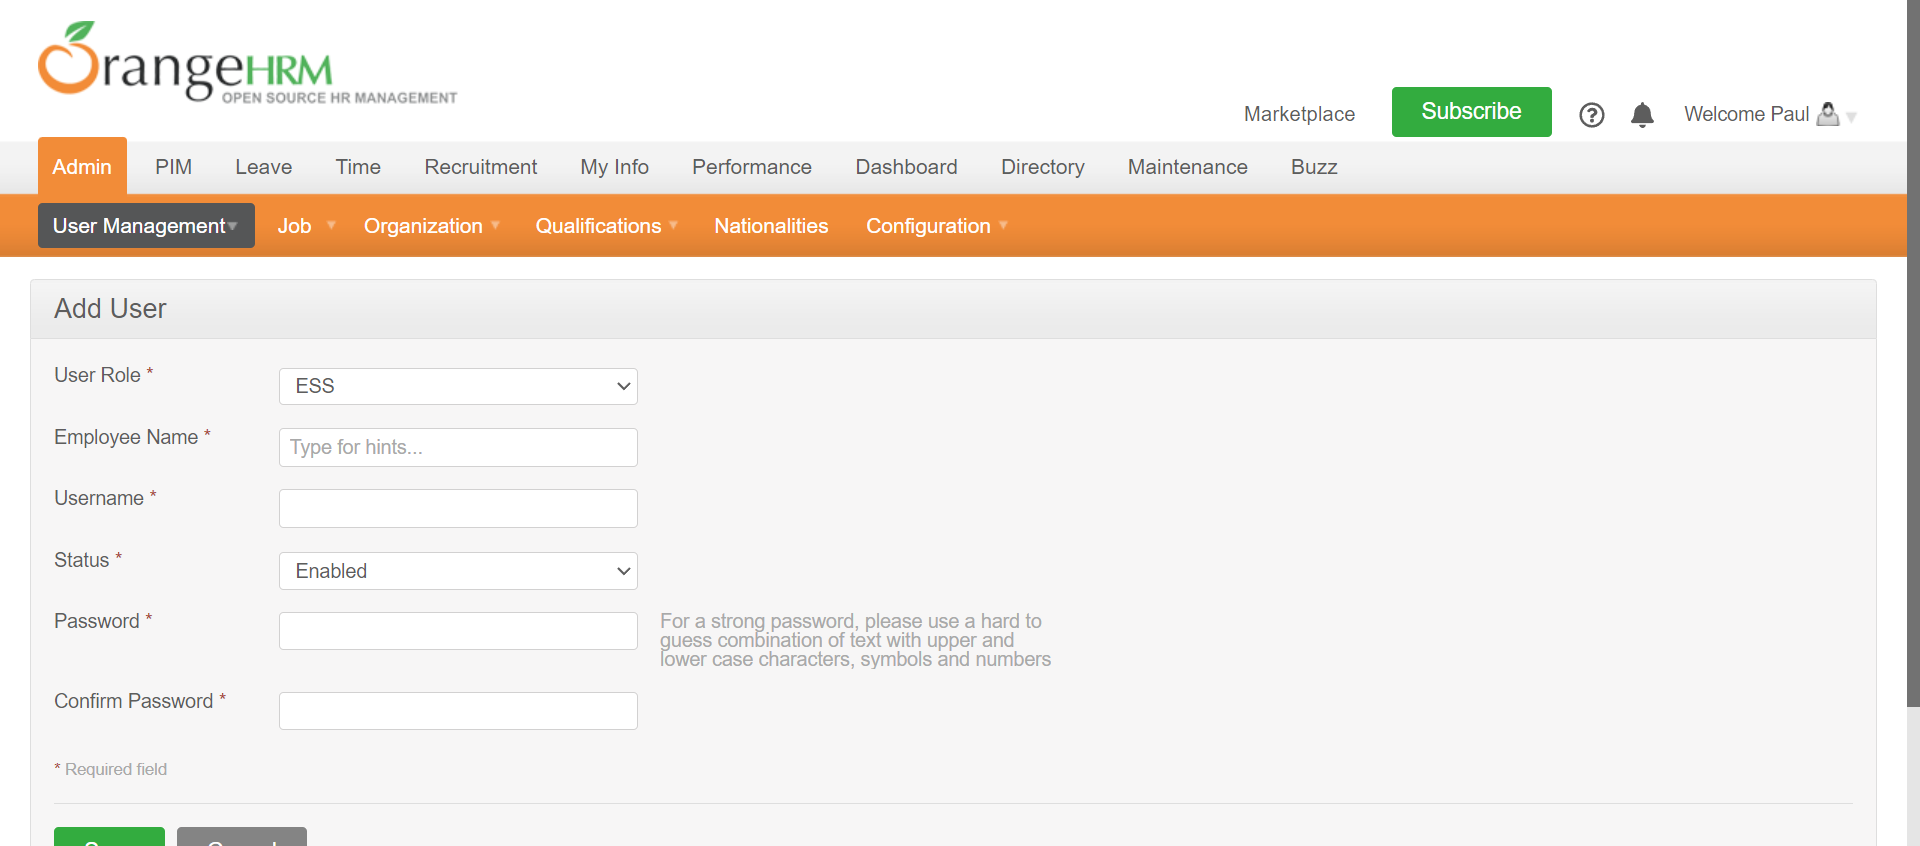 OrangeHRM
OPEN SOURCE HR MANAGEMENT
Marketplace Subscribe Welcome Paul
Admin PIM Leave Time Recruitment My Info Performance Dashboard Directory Maintenance Buzz
User Management Job Organization Qualifications Nationalities Configuration
Add User
User Role * ESS
Employee Name * Type for hints...
Username *
Status * Enabled
Password * For a strong password, please use a hard to
guess combination of text with upper and
lower case characters, symbols and numbers
Confirm Password *
* Required field